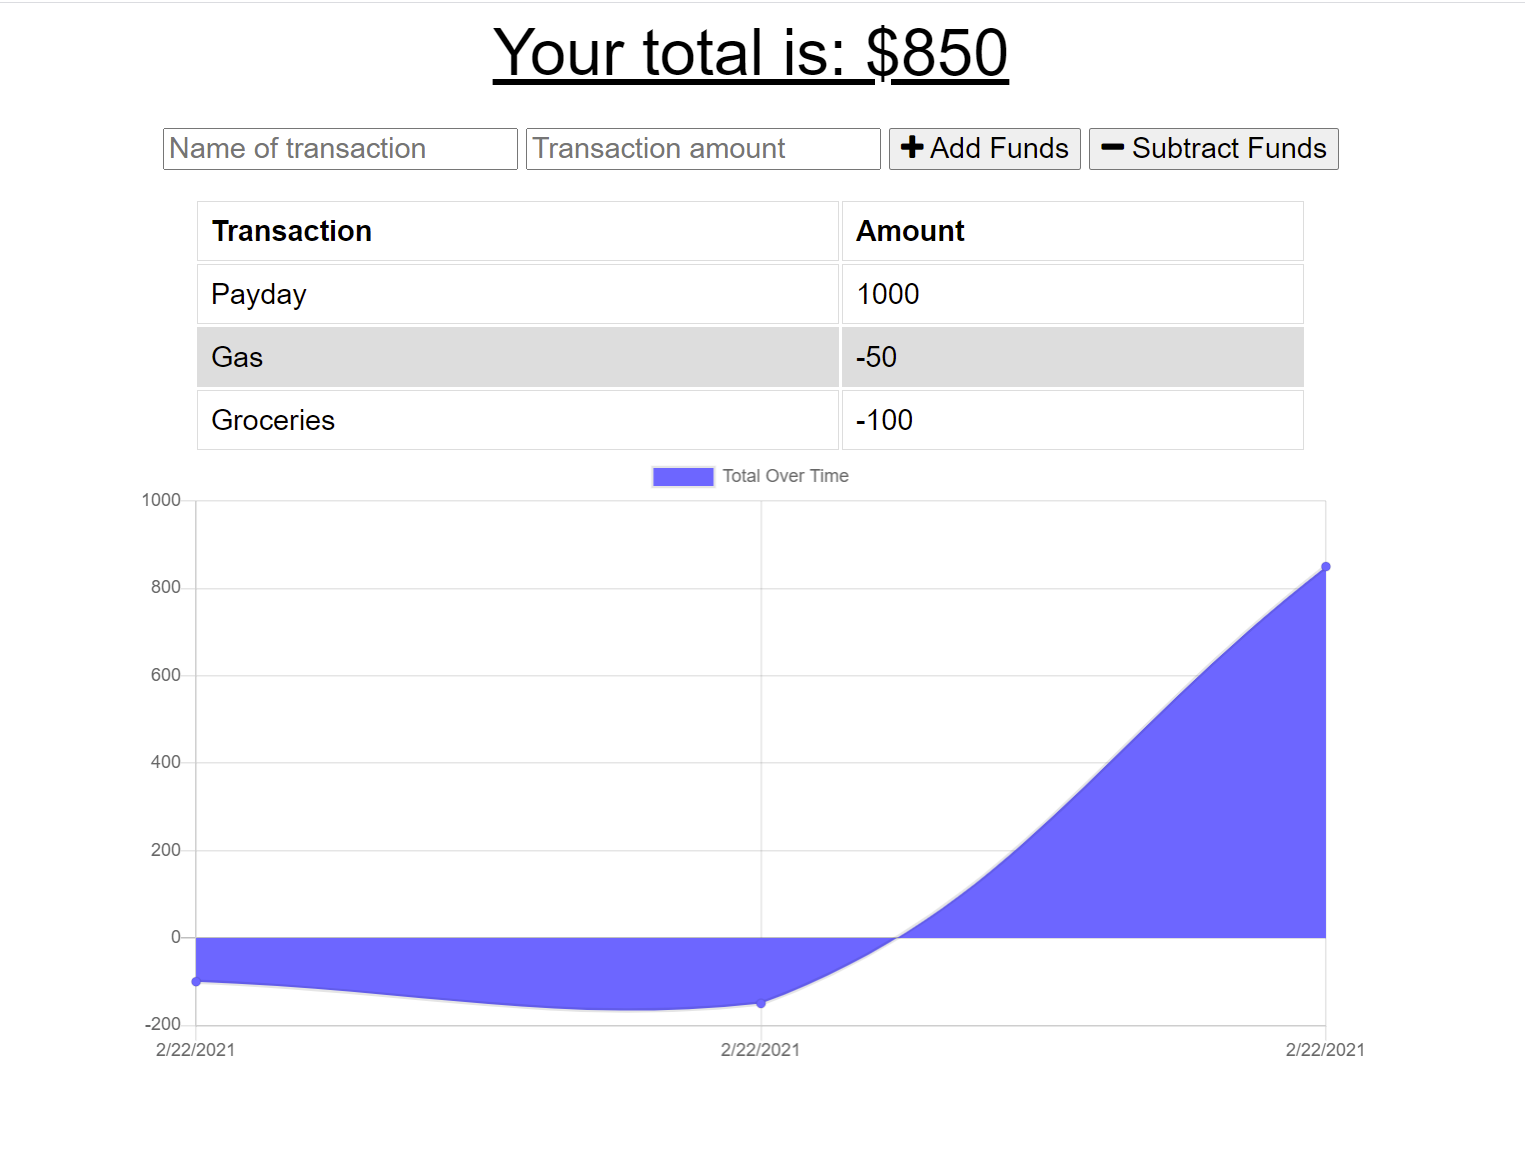 Your total is: $850
Name of transaction Transaction amount Add Funds Subtract Funds
Transaction Amount
Payday 1000
Gas -50
Groceries -100
Total Over Time
1000
800
600
400
200
0
-200
2/22/2021 2/22/2021 2/22/2021